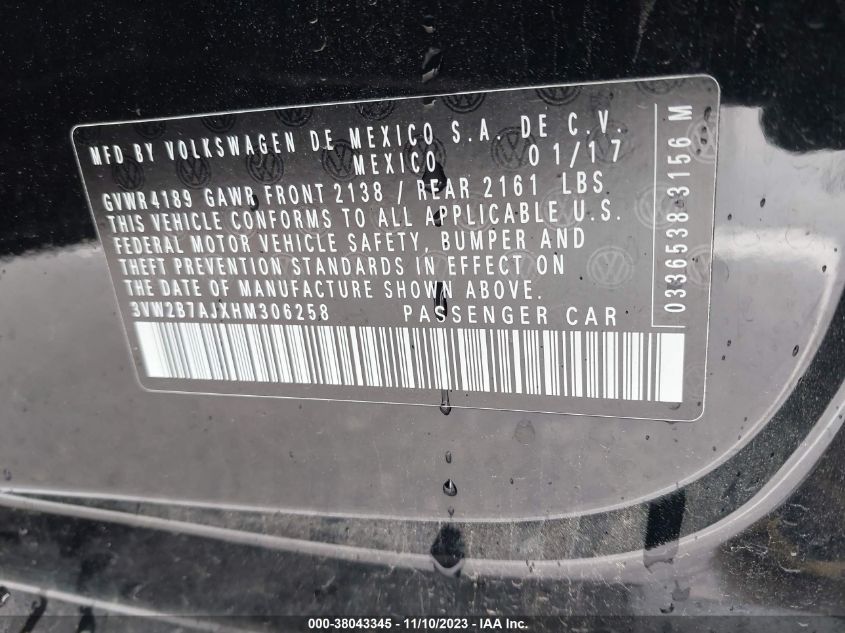 MFD BY VOLKSWAGEN DE MEXICO S.A. DE C.V.
MEXICO 01/17
GVWR4189 GAWR FRONT 2138 / REAR 2161 LBS
THIS VEHICLE CONFORMS TO ALL APPLICABLE U.S.
FEDERAL MOTOR VEHICLE SAFETY, BUMPER AND
THEFT PREVENTION STANDARDS IN EFFECT ON
THE DATE OF MANUFACTURE SHOWN ABOVE.
3VW2B7AJXHM306258 PASSENGER CAR
0336538 3156 M
000-38043345 - 11/10/2023 - Copyright IAA, Inc.